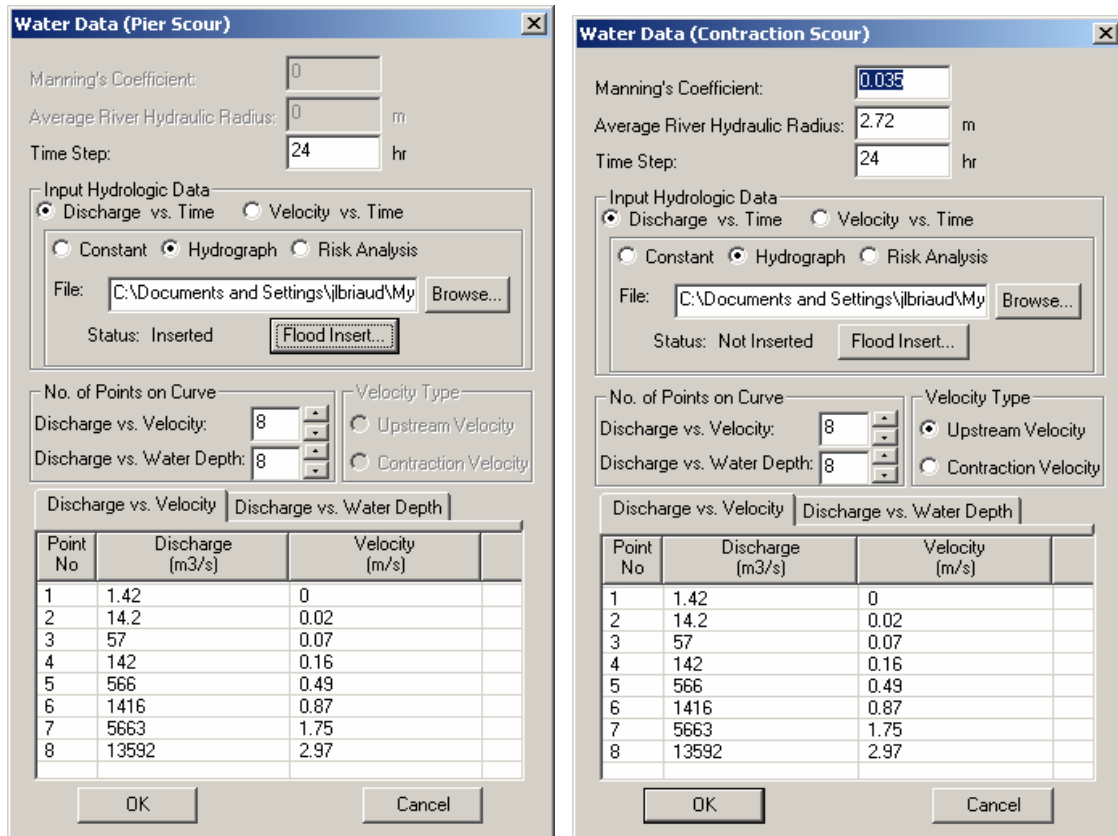 Water Data (Pier Scour)
Manning's Coefficient: 0
Average River Hydraulic Radius: 0 m
Time Step: 24 hr
Input Hydrologic Data
Discharge vs. Time Velocity vs. Time
Constant Hydrograph Risk Analysis
File: C:\Documents and Settings\jlbriaud\My Browse...
Status: Inserted Flood Insert...
No. of Points on Curve Velocity Type
Discharge vs. Velocity: 8 Upstream Velocity
Discharge vs. Water Depth: 8 Contraction Velocity
Discharge vs. Velocity Discharge vs. Water Depth
Point Discharge Velocity
No (m3/s) (m/s)
1 1.42 0
2 14.2 0.02
3 57 0.07
4 142 0.16
5 566 0.49
6 1416 0.87
7 5663 1.75
8 13592 2.97
OK Cancel
Water Data (Contraction Scour)
Manning's Coefficient: 0.035
Average River Hydraulic Radius: 2.72 m
Time Step: 24 hr
Input Hydrologic Data
Discharge vs. Time Velocity vs. Time
Constant Hydrograph Risk Analysis
File: C:\Documents and Settings\jlbriaud\My Browse...
Status: Not Inserted Flood Insert...
No. of Points on Curve Velocity Type
Discharge vs. Velocity: 8 Upstream Velocity
Discharge vs. Water Depth: 8 Contraction Velocity
Discharge vs. Velocity Discharge vs. Water Depth
Point Discharge Velocity
No (m3/s) (m/s)
1 1.42 0
2 14.2 0.02
3 57 0.07
4 142 0.16
5 566 0.49
6 1416 0.87
7 5663 1.75
8 13592 2.97
OK Cancel